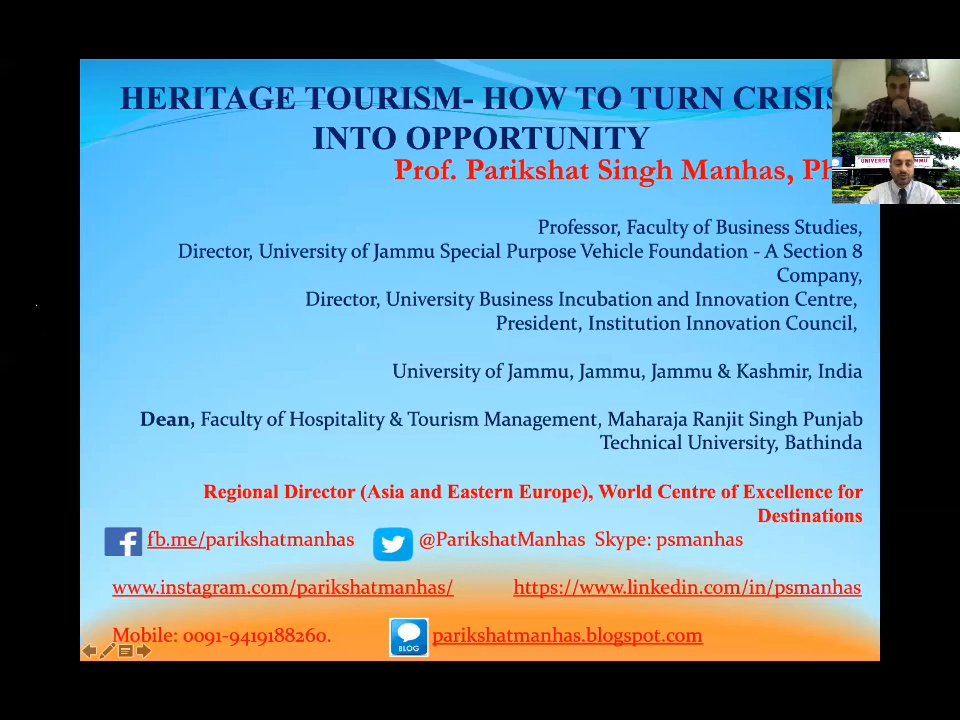 HERITAGE TOURISM- HOW TO TURN CRISIS
INTO OPPORTUNITY
Prof. Parikshat Singh Manhas,
Professor, Faculty of Business Studies,
Director, University of Jammu Special Purpose Vehicle Foundation - A Section 8
Company,
Director, University Business Incubation and Innovation Centre,
President, Institution Innovation Council,
University of Jammu, Jammu, Jammu & Kashmir, India
Dean, Faculty of Hospitality & Tourism Management, Maharaja Ranjit Singh Punjab
Technical University, Bathinda
Regional Director (Asia and Eastern Europe), World Centre of Excellence for
Destinations
fb.me/parikshatmanhas @ParikshatManhas Skype: psmanhas
www.instagram.com/parikshatmanhas/ https://www.linkedin.com/in/psmanhas
Mobile: 0091-9419188260. BLOG parikshatmanhas.blogspot.com